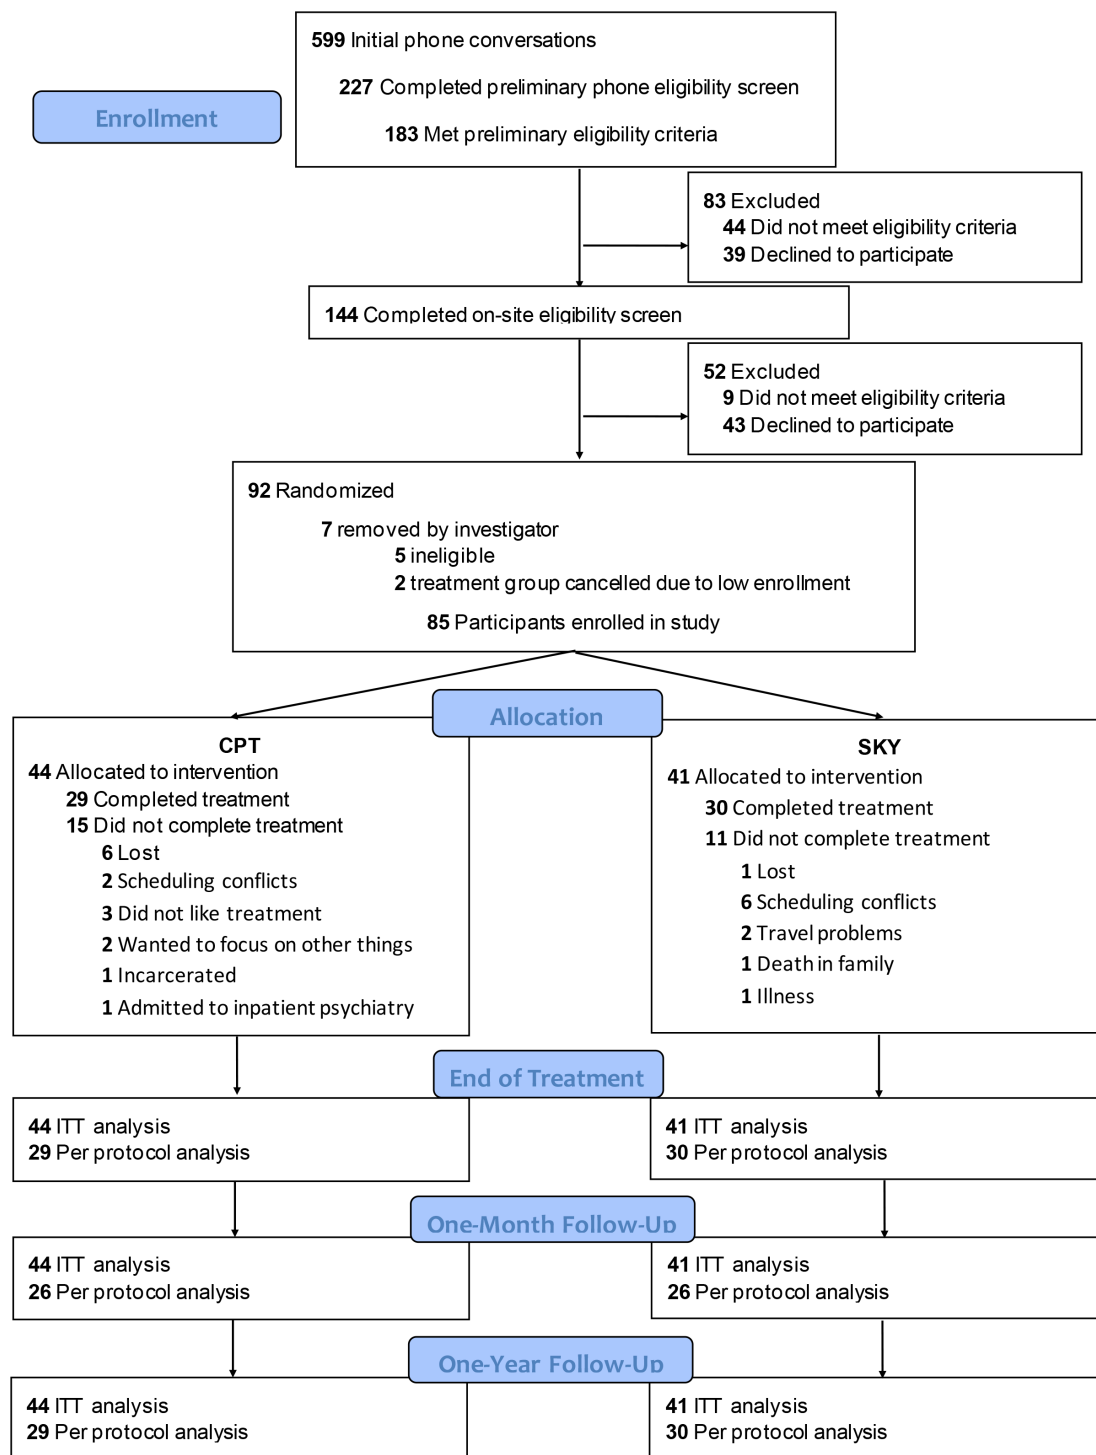 599 Initial phone conversations
227 Completed preliminary phone eligibility screen
183 Met preliminary eligibility criteria
Enrollment
83 Excluded
44 Did not meet eligibility criteria
39 Declined to participate
144 Completed on-site eligibility screen
52 Excluded
9 Did not meet eligibility criteria
43 Declined to participate
92 Randomized
7 removed by investigator
5 ineligible
2 treatment group cancelled due to low enrollment
85 Participants enrolled in study
Allocation
CPT
44 Allocated to intervention
29 Completed treatment
15 Did not complete treatment
6 Lost
2 Scheduling conflicts
3 Did not like treatment
2 Wanted to focus on other things
1 Incarcerated
1 Admitted to inpatient psychiatry
SKY
41 Allocated to intervention
30 Completed treatment
11 Did not complete treatment
1 Lost
6 Scheduling conflicts
2 Travel problems
1 Death in family
1 Illness
End of Treatment
44 ITT analysis
29 Per protocol analysis
41 ITT analysis
30 Per protocol analysis
One-Month Follow-Up
44 ITT analysis
26 Per protocol analysis
41 ITT analysis
26 Per protocol analysis
One-Year Follow-Up
44 ITT analysis
29 Per protocol analysis
41 ITT analysis
30 Per protocol analysis